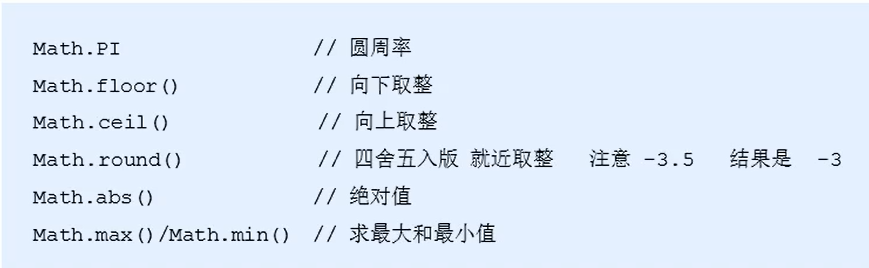 Math.PI // 圆周率
Math.floor() // 向下取整
Math.ceil() // 向上取整
Math.round() // 四舍五入版 就近取整 注意 -3.5 结果是 -3
Math.abs() // 绝对值
Math.max()/Math.min() // 求最大和最小值